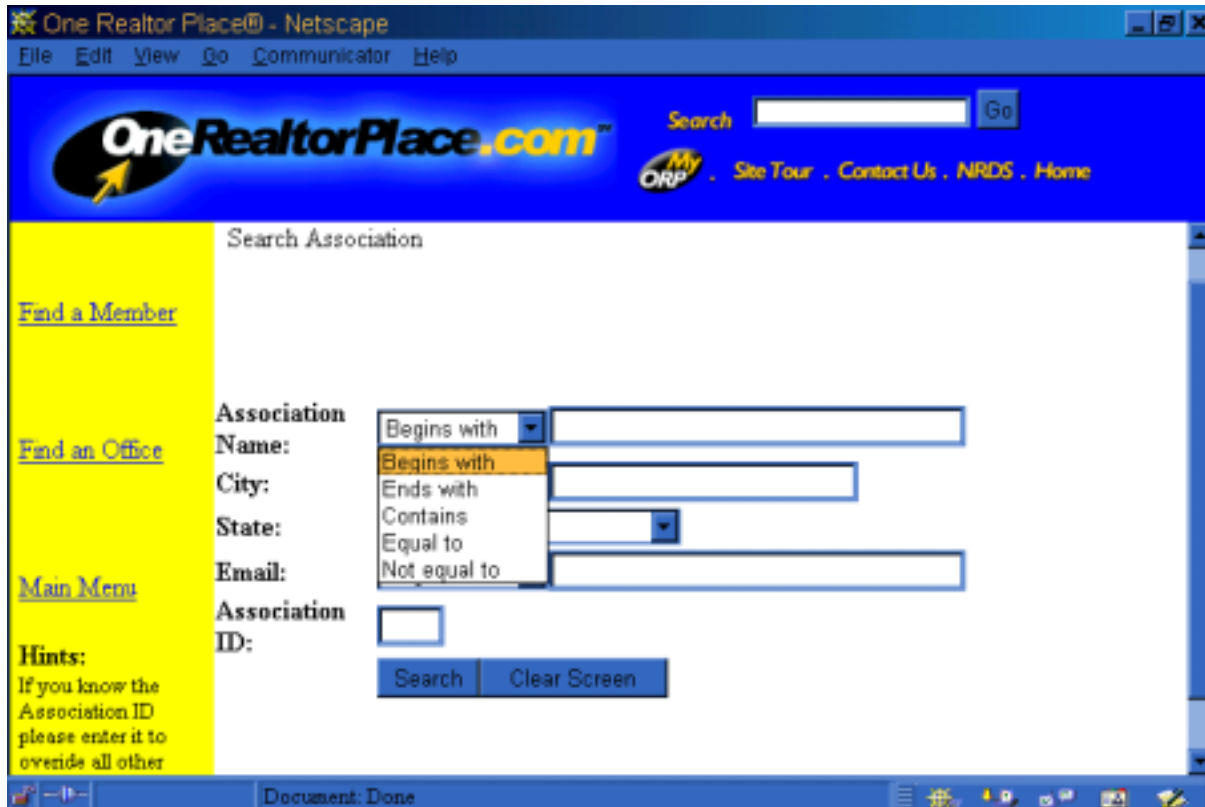 One Realtor Place® - Netscape
File Edit View Go Communicator Help
OneRealtorPlace.com™
Search Go
My ORP . Site Tour . Contact Us . NRDS . Home
Search Association
Find a Member
Find an Office
Main Menu
Hints:
If you know the
Association ID
please enter it to
overide all other
Association
Name:
Begins with
Begins with
Ends with
Contains
Equal to
Not equal to
City:
State:
Email:
Association
ID:
Search Clear Screen
Document: Done